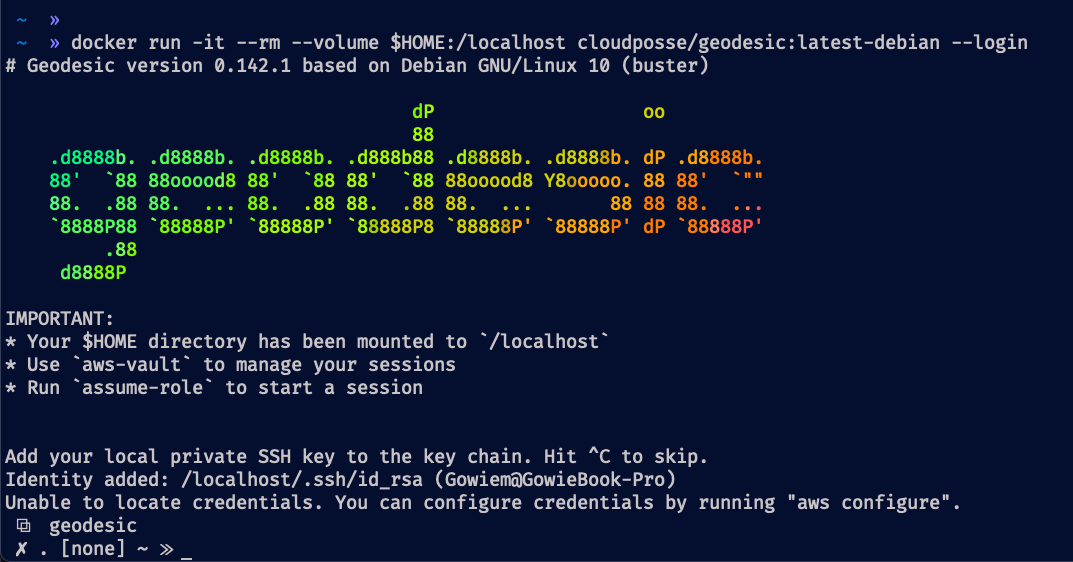 ~ »
~ » docker run -it --rm --volume $HOME:/localhost cloudposse/geodesic:latest-debian --login
# Geodesic version 0.142.1 based on Debian GNU/Linux 10 (buster)
                                     dP                   oo
                                     88
    .d8888b. .d8888b. .d8888b. .d888b88 .d8888b. .d8888b. dP .d8888b.
    88'  `88 88ooood8 88'  `88 88'  `88 88ooood8 Y8ooooo. 88 88'  `""
    88.  .88 88.  ... 88.  .88 88.  .88 88.  ...       88 88 88.  ...
    `8888P88 `88888P' `88888P' `88888P8 `88888P' `88888P' dP `88888P'
         .88
     d8888P
IMPORTANT:
* Your $HOME directory has been mounted to `/localhost`
* Use `aws-vault` to manage your sessions
* Run `assume-role` to start a session
Add your local private SSH key to the key chain. Hit ^C to skip.
Identity added: /localhost/.ssh/id_rsa (Gowiem@GowieBook-Pro)
Unable to locate credentials. You can configure credentials by running "aws configure".
⧉ geodesic
✗ . [none] ~ ⨠ _